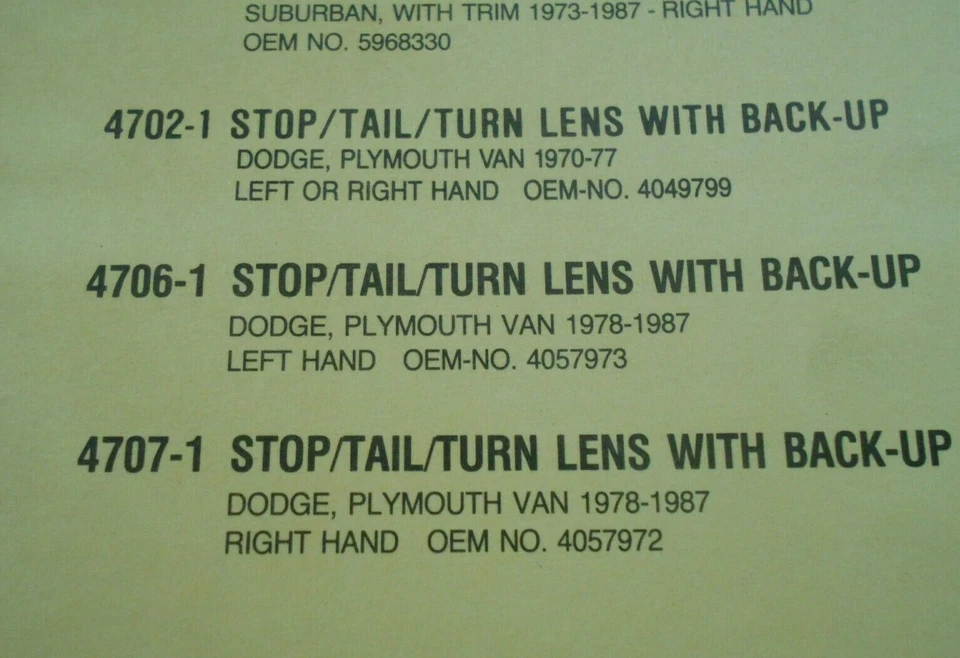 SUBURBAN, WITH TRIM 1973-1987 - RIGHT HAND
OEM NO. 5968330
4702-1 STOP/TAIL/TURN LENS WITH BACK-UP
DODGE, PLYMOUTH VAN 1970-77
LEFT OR RIGHT HAND OEM-NO. 4049799
4706-1 STOP/TAIL/TURN LENS WITH BACK-UP
DODGE, PLYMOUTH VAN 1978-1987
LEFT HAND OEM-NO. 4057973
4707-1 STOP/TAIL/TURN LENS WITH BACK-UP
DODGE, PLYMOUTH VAN 1978-1987
RIGHT HAND OEM NO. 4057972